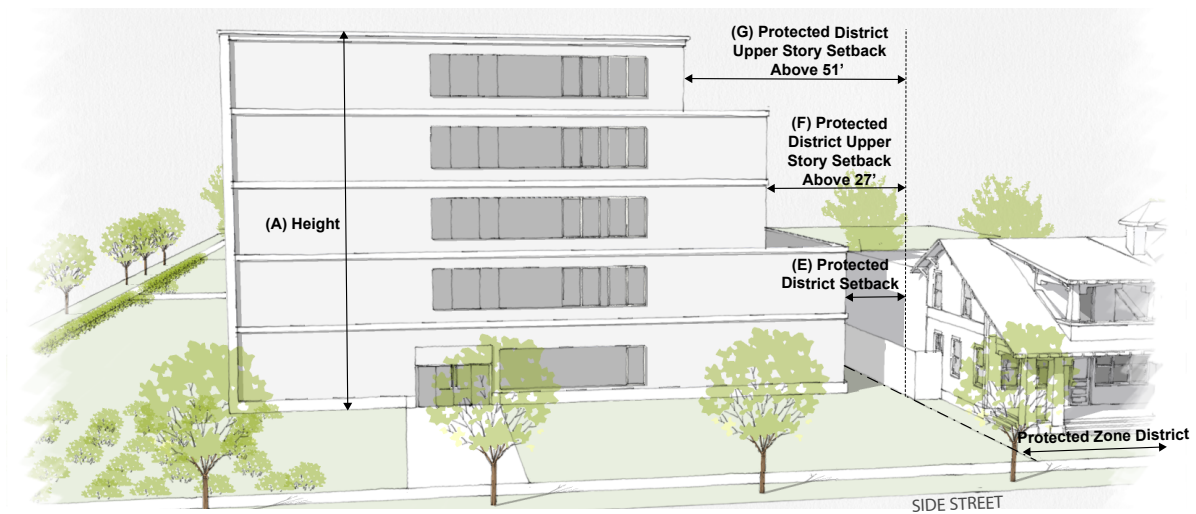 (G) Protected District
Upper Story Setback
Above 51’
(F) Protected
District Upper
Story Setback
Above 27’
(A) Height
(E) Protected
District Setback
Protected Zone District
SIDE STREET